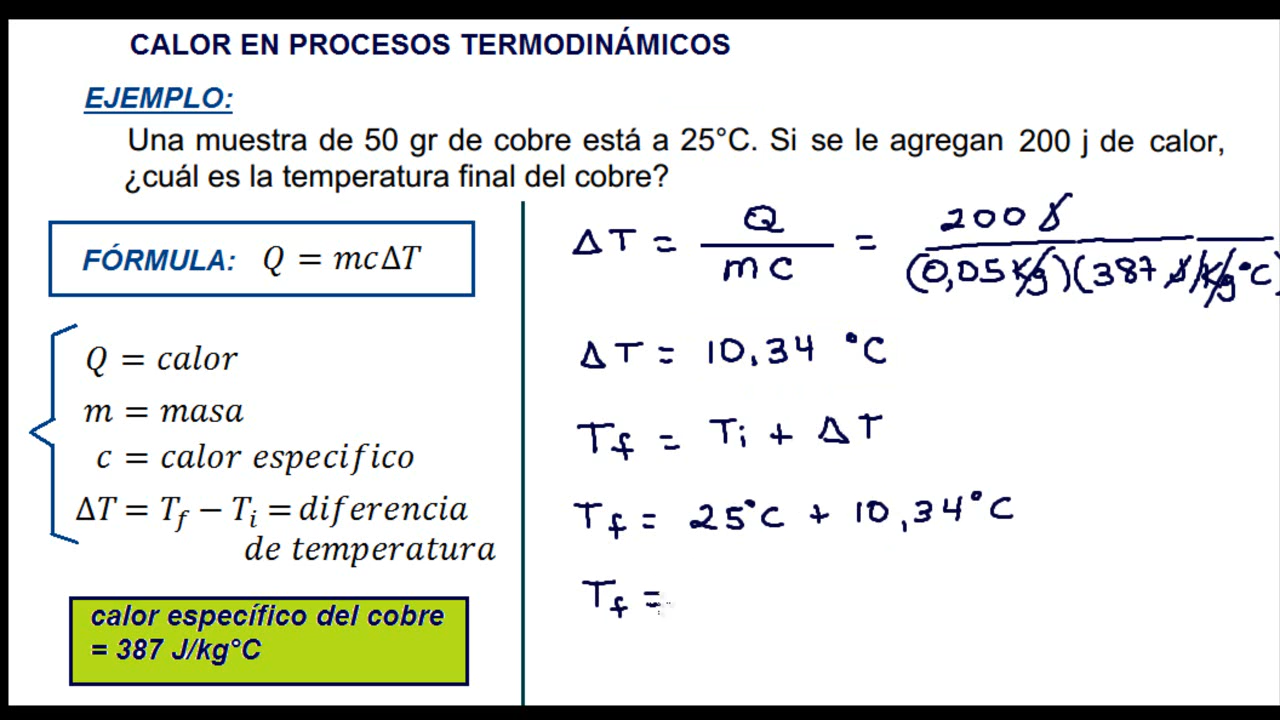 CALOR EN PROCESOS TERMODINÁMICOS
EJEMPLO:
Una muestra de 50 gr de cobre está a 25°C. Si se le agregan 200 j de calor,
¿cuál es la temperatura final del cobre?
FÓRMULA: Q = mcΔT
Q = calor
m = masa
c = calor especifico
ΔT = T_f − T_i = diferencia
de temperatura
calor específico del cobre
= 387 J/kg°C
ΔT = Q / mc = 200 J / (0,05 Kg)(387 J/Kg°C)
ΔT = 10,34 °C
Tf = Ti + ΔT
Tf = 25°C + 10,34°C
Tf =